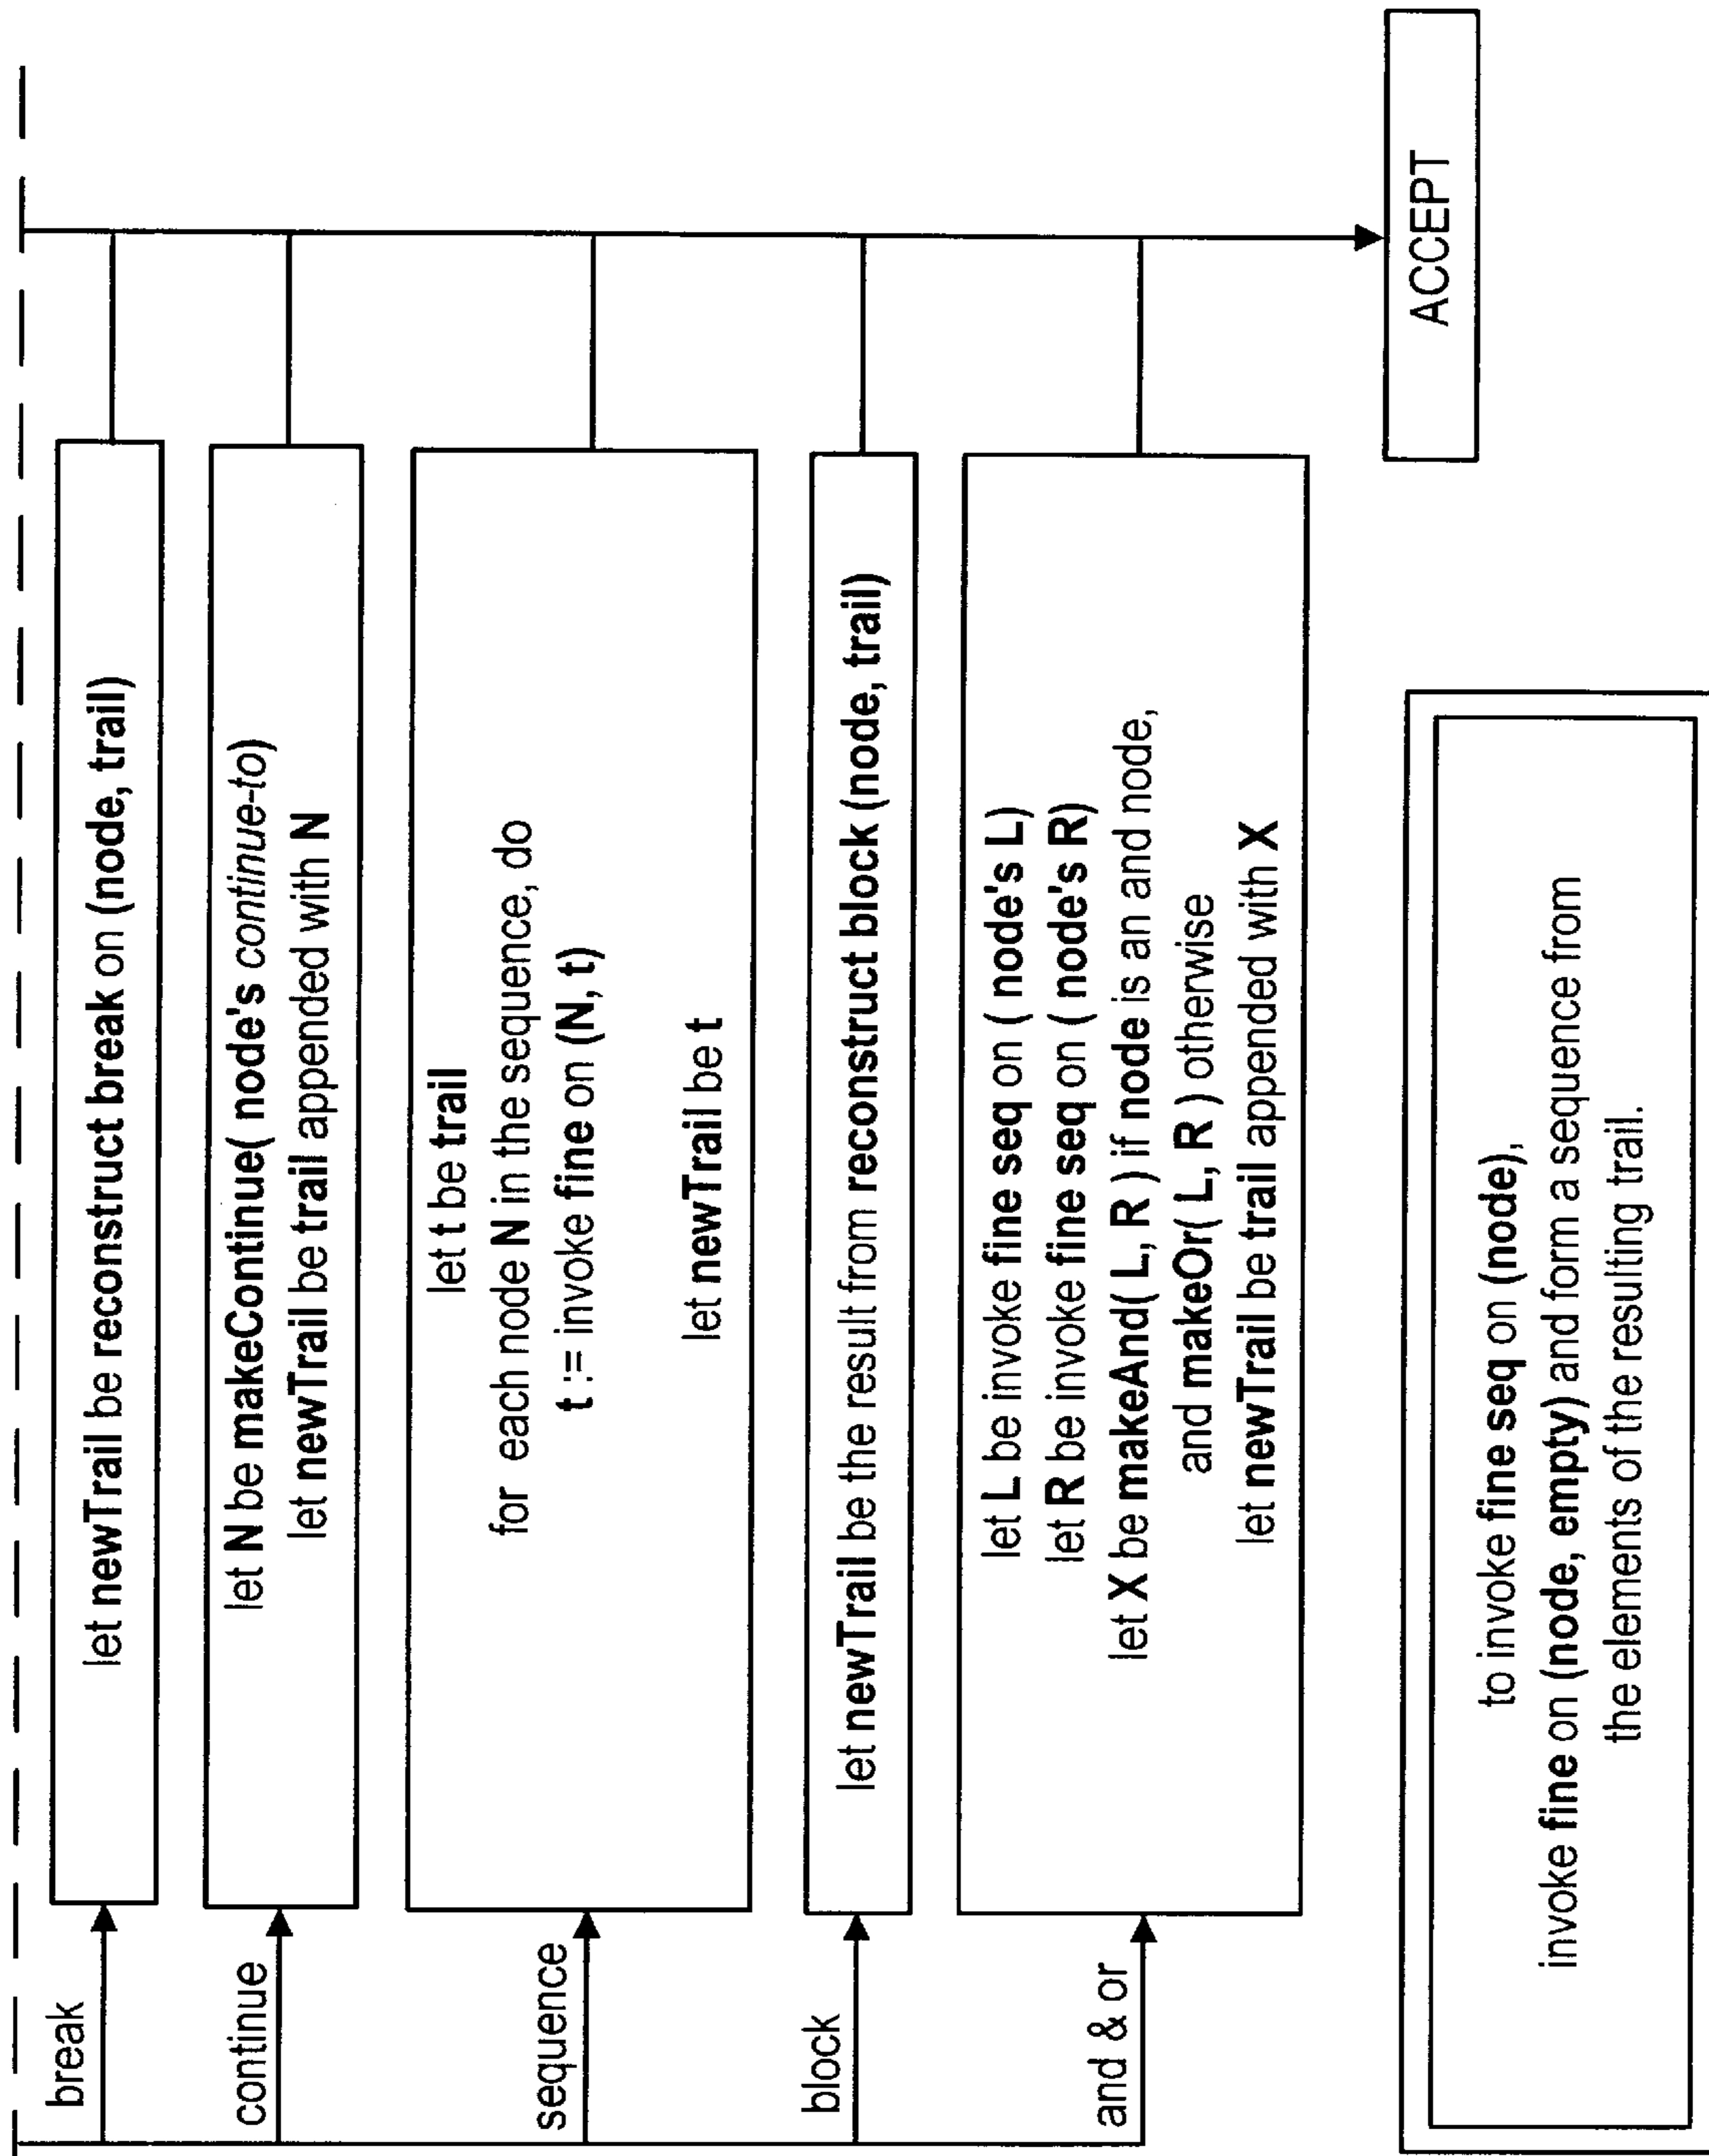 break
let newTrail be reconstruct break on (node, trail)
continue
let N be makeContinue( node's continue-to)
let newTrail be trail appended with N
sequence
let t be trail
for each node N in the sequence, do
t := invoke fine on (N, t)
let newTrail be t
block
let newTrail be the result from reconstruct block (node, trail)
and & or
let L be invoke fine seq on ( node's L)
let R be invoke fine seq on ( node's R)
let X be makeAnd( L, R ) if node is an and node,
and makeOr( L, R ) otherwise
let newTrail be trail appended with X
ACCEPT
to invoke fine seq on (node),
invoke fine on (node, empty) and form a sequence from
the elements of the resulting trail.